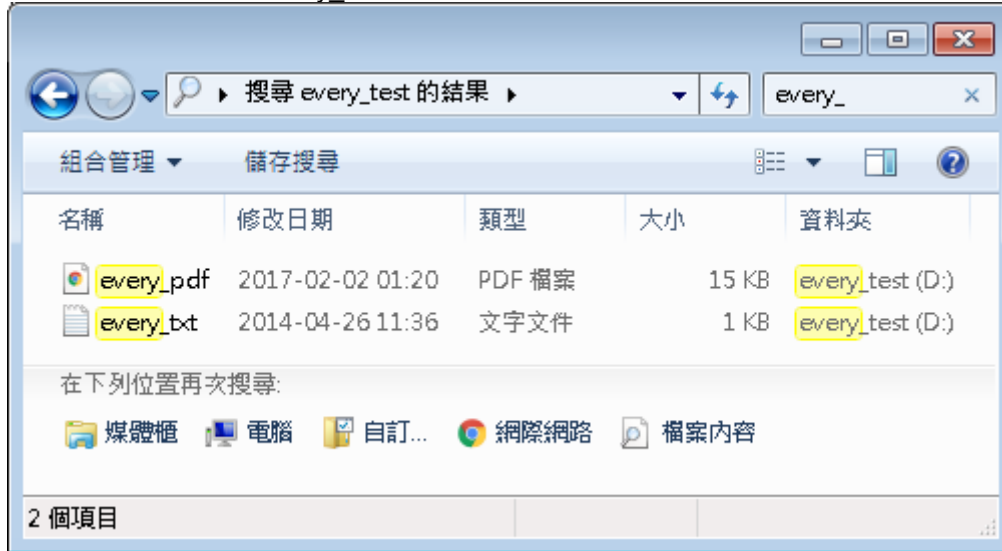 搜尋 every_test 的結果
every_
組合管理 儲存搜尋
名稱 修改日期 類型 大小 資料夾
every_pdf 2017-02-02 01:20 PDF 檔案 15 KB every_test (D:)
every_txt 2014-04-26 11:36 文字文件 1 KB every_test (D:)
在下列位置再次搜尋:
媒體櫃 電腦 自訂... 網際網路 檔案內容
2 個項目